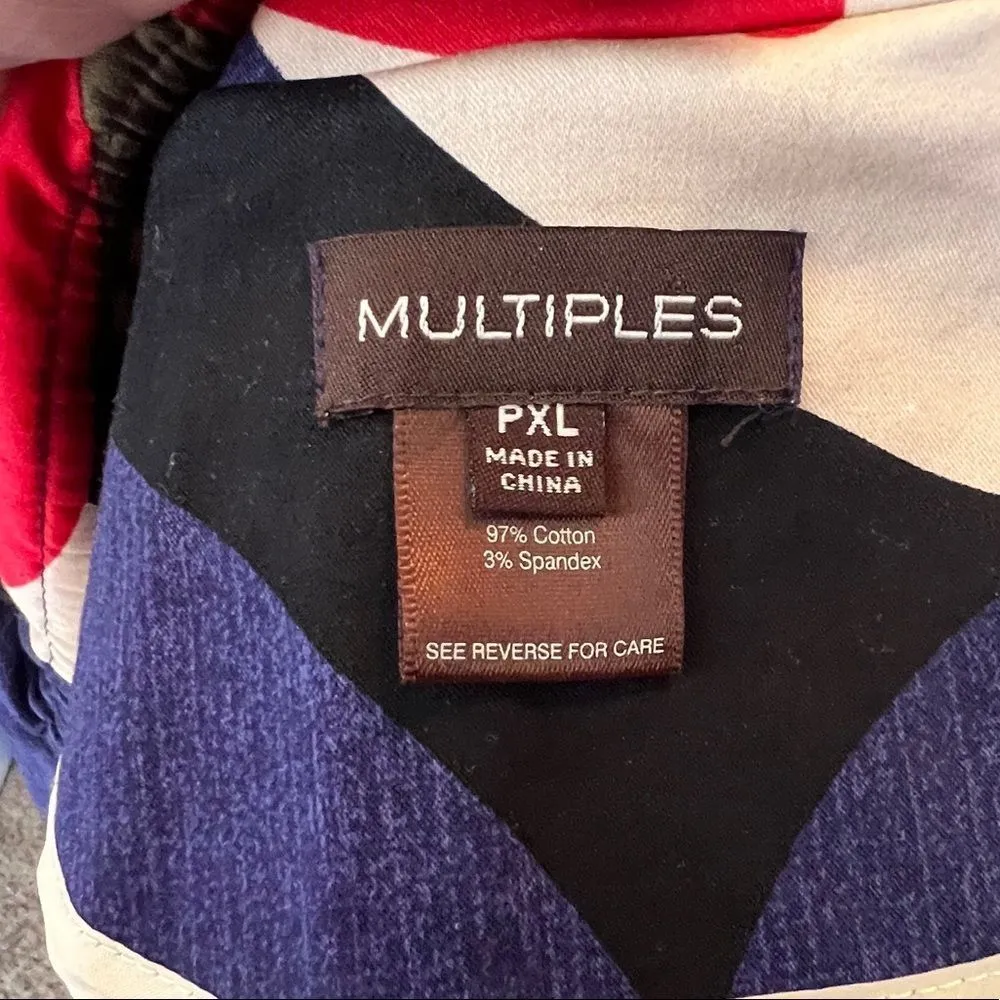 MULTIPLES
PXL
MADE IN
CHINA
97% Cotton
3% Spandex
SEE REVERSE FOR CARE